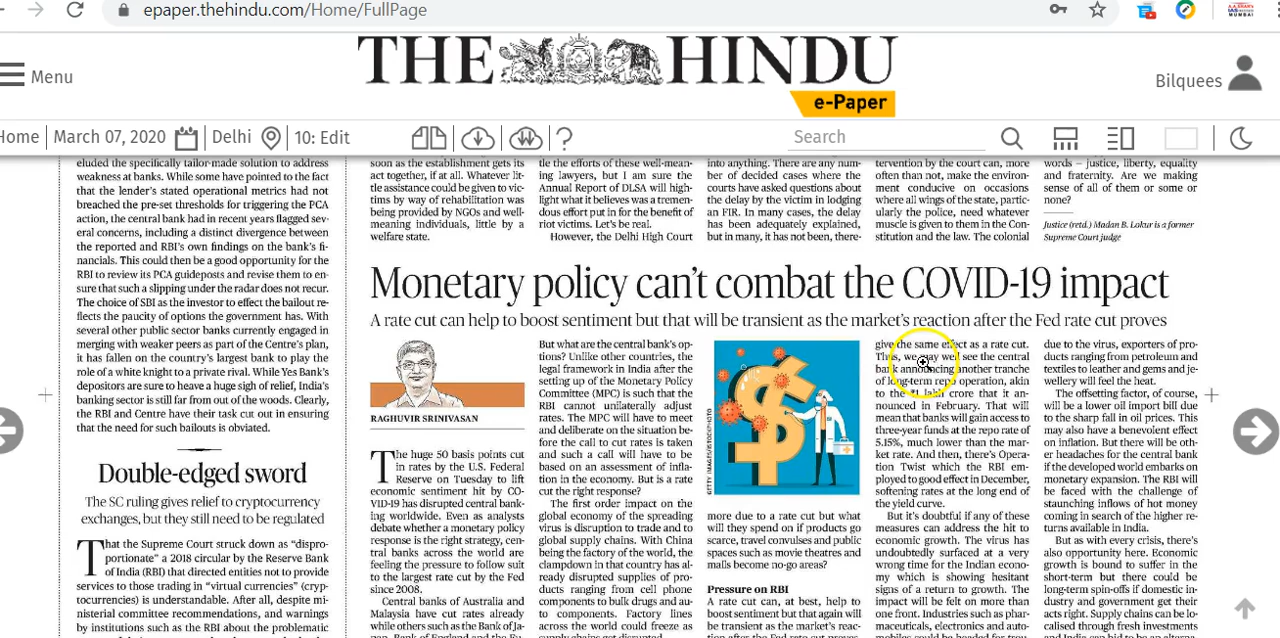 epaper.thehindu.com/Home/FullPage
THE HINDU
e-Paper
Menu
Bilquees
Home
March 07, 2020
Delhi
10: Edit
Search
eluded the specifically tailor-made solution to address
weakness at banks. While some have pointed to the fact
that the lender's stated operational metrics had not
breached the pre-set thresholds for triggering the PCA
action, the central bank had in recent years flagged sev-
eral concerns, including a distinct divergence between
the reported and RBI's own findings on the bank's fi-
nancials. This could then be a good opportunity for the
RBI to review its PCA guideposts and revise them to en-
sure that such a slipping under the radar does not recur.
The choice of SBI as the investor to effect the bailout re-
flects the paucity of options the government has. With
several other public sector banks currently engaged in
merging with weaker peers as part of the Centre's plan,
it has fallen on the country's largest bank to play the
role of a white knight to a private rival. While Yes Bank's
depositors are sure to heave a huge sigh of relief, India's
banking sector is still far from out of the woods. Clearly,
the RBI and Centre have their task cut out in ensuring
that the need for such bailouts is obviated.
Double-edged sword
The SC ruling gives relief to cryptocurrency
exchanges, but they still need to be regulated
That the Supreme Court struck down as "dispro-
portionate" a 2018 circular by the Reserve Bank
of India (RBI) that directed entities not to provide
services to those trading in "virtual currencies" (cryp-
tocurrencies) is understandable. After all, despite mi-
nisterial committee recommendations, and warnings
by institutions such as the RBI about the problematic
soon as the establishment gets its
act together, if at all. Whatever lit-
tle assistance could be given to vic-
tims by way of rehabilitation was
being provided by NGOs and well-
meaning individuals, little by a
welfare state.
tle the efforts of these well-mean-
ing lawyers, but I am sure the
Annual Report of DLSA will high-
light what it believes was a tremen-
dous effort put in for the benefit of
riot victims. Let's be real.
However, the Delhi High Court
into anything. There are any num-
ber of decided cases where the
courts have asked questions about
the delay by the victim in lodging
an FIR. In many cases, the delay
has been adequately explained,
but in many, it has not been, there-
tervention by the court can, more
often than not, make the environ-
ment conducive on occasions
where all wings of the state, partic-
ularly the police, need whatever
muscle is given to them in the Con-
stitution and the law. The colonial
words – justice, liberty, equality
and fraternity. Are we making
sense of all of them or some or
none?
Justice (retd.) Madan B. Lokur is a former
Supreme Court judge
Monetary policy can't combat the COVID-19 impact
A rate cut can help to boost sentiment but that will be transient as the market's reaction after the Fed rate cut proves
RAGHUVIR SRINIVASAN
The huge 50 basis points cut
in rates by the U.S. Federal
Reserve on Tuesday to lift
economic sentiment hit by CO-
VID-19 has disrupted central bank-
ing worldwide. Even as analysts
debate whether a monetary policy
response is the right strategy, cen-
tral banks across the world are
feeling the pressure to follow suit
to the largest rate cut by the Fed
since 2008.
Central banks of Australia and
Malaysia have cut rates already
while others such as the Bank of Ja-
pan, Bank of England and the Eu-
But what are the central bank's op-
tions? Unlike other countries, the
legal framework in India after the
setting up of the Monetary Policy
Committee (MPC) is such that the
RBI cannot unilaterally adjust
rates. The MPC will have to meet
and deliberate on the situation be-
fore the call to cut rates is taken
and such a call will have to be
based on an assessment of infla-
tion in the economy. But is a rate
cut the right response?
The first order impact on the
global economy of the spreading
virus is disruption to trade and to
global supply chains. With China
being the factory of the world, the
clampdown in that country has al-
ready disrupted supplies of pro-
ducts ranging from cell phone
components to bulk drugs and au-
to components. Factory lines
across the world could freeze as
supply chains get disrupted.
GETTY IMAGES/ISTOCKPHOTO
more due to a rate cut but what
will they spend on if products go
scarce, travel convulses and public
spaces such as movie theatres and
malls become no-go areas?
Pressure on RBI
A rate cut can, at best, help to
boost sentiment but that again will
be transient as the market's reac-
tion after the Fed rate cut proves.
give the same effect as a rate cut.
Thus, we may well see the central
bank announcing another tranche
of long-term repo operation, akin
to the ₹1 lakh crore that it an-
nounced in February. That will
mean that banks will gain access to
three-year funds at the repo rate of
5.15%, much lower than the mar-
ket rate. And then, there's Opera-
tion Twist which the RBI em-
ployed to good effect in December,
softening rates at the long end of
the yield curve.
But it's doubtful if any of these
measures can address the hit to
economic growth. The virus has
undoubtedly surfaced at a very
wrong time for the Indian econo-
my which is showing hesitant
signs of a return to growth. The
impact will be felt on more than
one front. Industries such as phar-
maceuticals, electronics and auto-
mobiles could be headed for trou-
due to the virus, exporters of pro-
ducts ranging from petroleum and
textiles to leather and gems and je-
wellery will feel the heat.
The offsetting factor, of course,
will be a lower oil import bill due
to the sharp fall in oil prices. This
may also have a benevolent effect
on inflation. But there will be oth-
er headaches for the central bank
if the developed world embarks on
monetary expansion. The RBI will
be faced with the challenge of
staunching inflows of hot money
coming in search of the higher re-
turns available in India.
But as with every crisis, there's
also opportunity here. Economic
growth is bound to suffer in the
short-term but there could be
long-term spin-offs if domestic in-
dustry and government get their
acts right. Supply chains can be lo-
calised through fresh investments